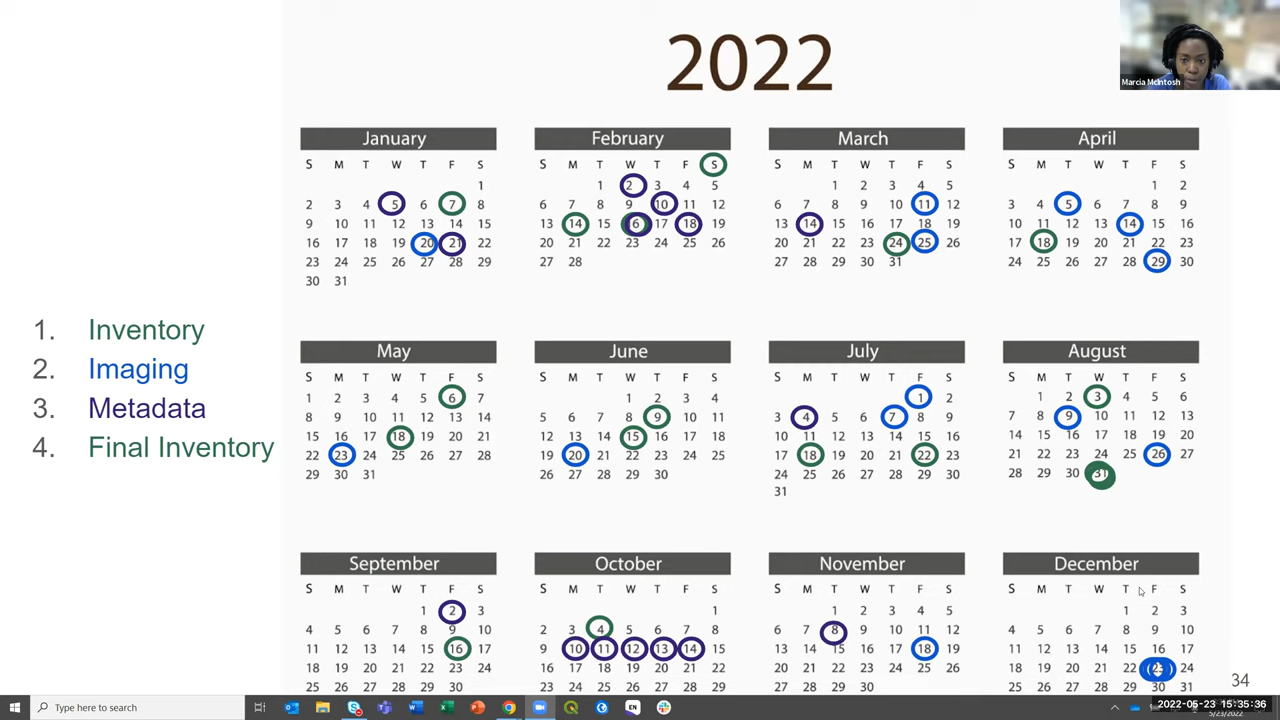 2022
Marcia McIntosh
January February March April
S M T W T F S S M T W T F S S M T W T F S S M T W T F S
1 1 2 3 4 5 1 2 3 4 5 1 2
2 3 4 5 6 7 8 6 7 8 9 10 11 12 6 7 8 9 10 11 12 3 4 5 6 7 8 9
9 10 11 12 13 14 15 13 14 15 16 17 18 19 13 14 15 16 17 18 19 10 11 12 13 14 15 16
16 17 18 19 20 21 22 20 21 22 23 24 25 26 20 21 22 23 24 25 26 17 18 19 20 21 22 23
23 24 25 26 27 28 29 27 28 27 28 29 30 31 24 25 26 27 28 29 30
30 31
1. Inventory
2. Imaging
3. Metadata
4. Final Inventory
May June July August
S M T W T F S S M T W T F S S M T W T F S S M T W T F S
1 2 3 4 5 6 7 1 2 3 4 1 2 1 2 3 4 5 6
8 9 10 11 12 13 14 5 6 7 8 9 10 11 3 4 5 6 7 8 9 7 8 9 10 11 12 13
15 16 17 18 19 20 21 12 13 14 15 16 17 18 10 11 12 13 14 15 16 14 15 16 17 18 19 20
22 23 24 25 26 27 28 19 20 21 22 23 24 25 17 18 19 20 21 22 23 21 22 23 24 25 26 27
29 30 31 26 27 28 29 30 24 25 26 27 28 29 30 28 29 30 31
31
September October November December
S M T W T F S S M T W T F S S M T W T F S S M T W T F S
1 2 3 1 1 2 3 4 5 1 2 3
4 5 6 7 8 9 10 2 3 4 5 6 7 8 6 7 8 9 10 11 12 4 5 6 7 8 9 10
11 12 13 14 15 16 17 9 10 11 12 13 14 15 13 14 15 16 17 18 19 11 12 13 14 15 16 17
18 19 20 21 22 23 24 16 17 18 19 20 21 22 20 21 22 23 24 25 26 18 19 20 21 22 24
25 26 27 28 29 30 23 24 25 26 27 28 29 27 28 29 30 25 26 27 28 29 30 31
34
Type here to search
EN
2022-05-23 15:35:36
5/23/2022